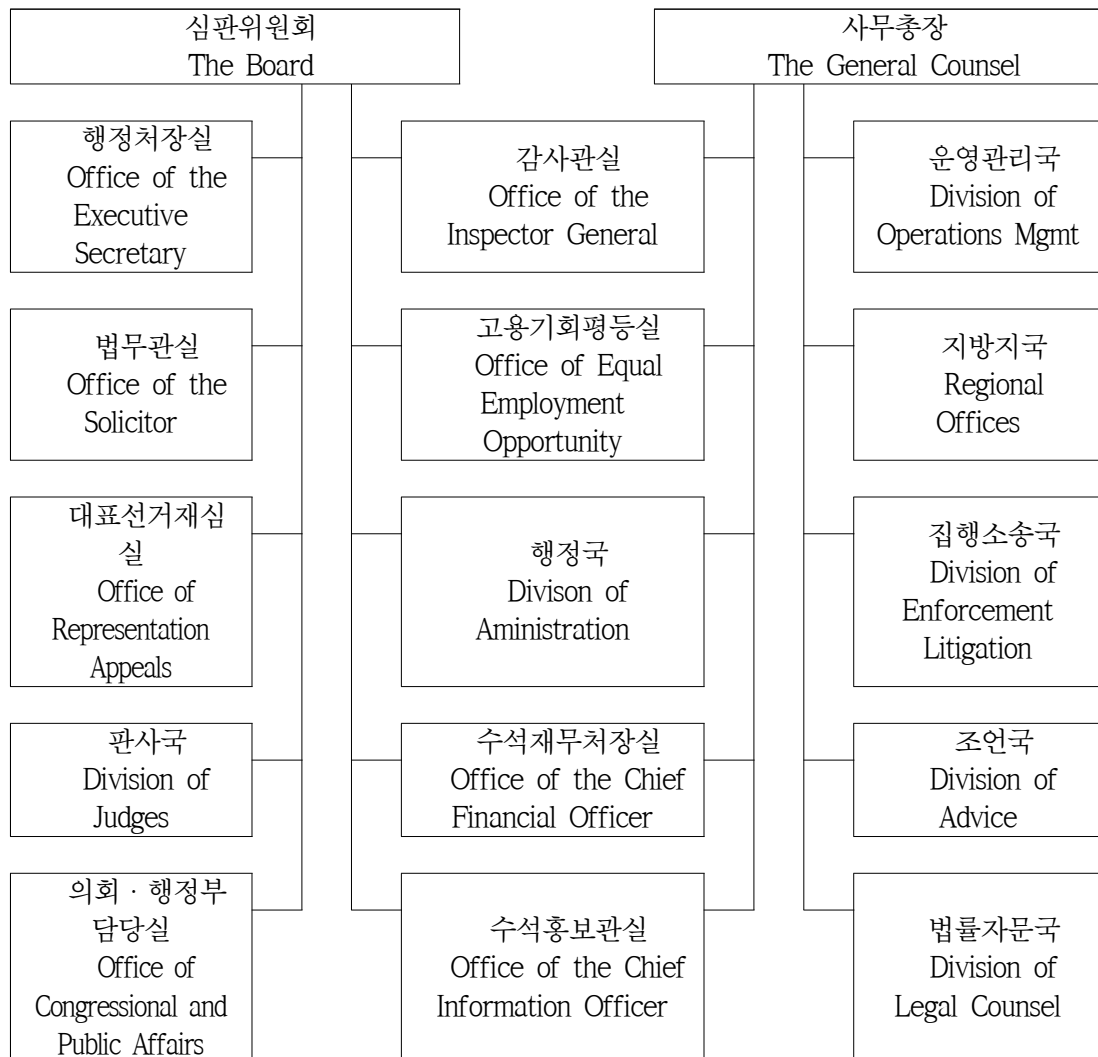 심판위원회
The Board
사무총장
The General Counsel
행정처장실
Office of the
Executive
Secretary
감사관실
Office of the
Inspector General
운영관리국
Division of
Operations Mgmt
법무관실
Office of the
Solicitor
고용기회평등실
Office of Equal
Employment
Opportunity
지방지국
Regional
Offices
대표선거재심
실
Office of
Representation
Appeals
행정국
Divison of
Aministration
집행소송국
Division of
Enforcement
Litigation
판사국
Division of
Judges
수석재무처장실
Office of the Chief
Financial Officer
조언국
Division of
Advice
의회 · 행정부
담당실
Office of
Congressional and
Public Affairs
수석홍보관실
Office of the Chief
Information Officer
법률자문국
Division of
Legal Counsel